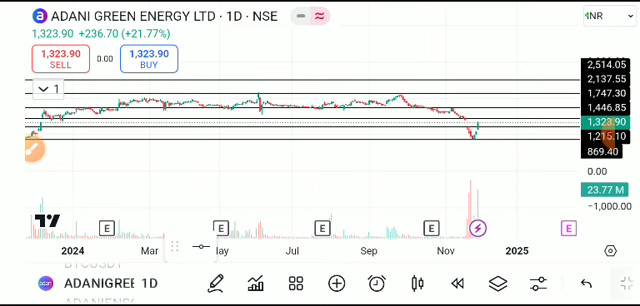 ADANI GREEN ENERGY LTD · 1D · NSE
INR
1,323.90 +236.70 (+21.77%)
1,323.90
SELL
0.00
1,323.90
BUY
1
2,514.05
2,137.55
1,747.30
1,446.85
1,323.90
1,215.10
869.40
0.00
23.77 M
−1,000.00
E E E E E
2024 Mar May Jul Sep Nov 2025
BTCUSDT
ADANIGREE 1D
ADANIENS